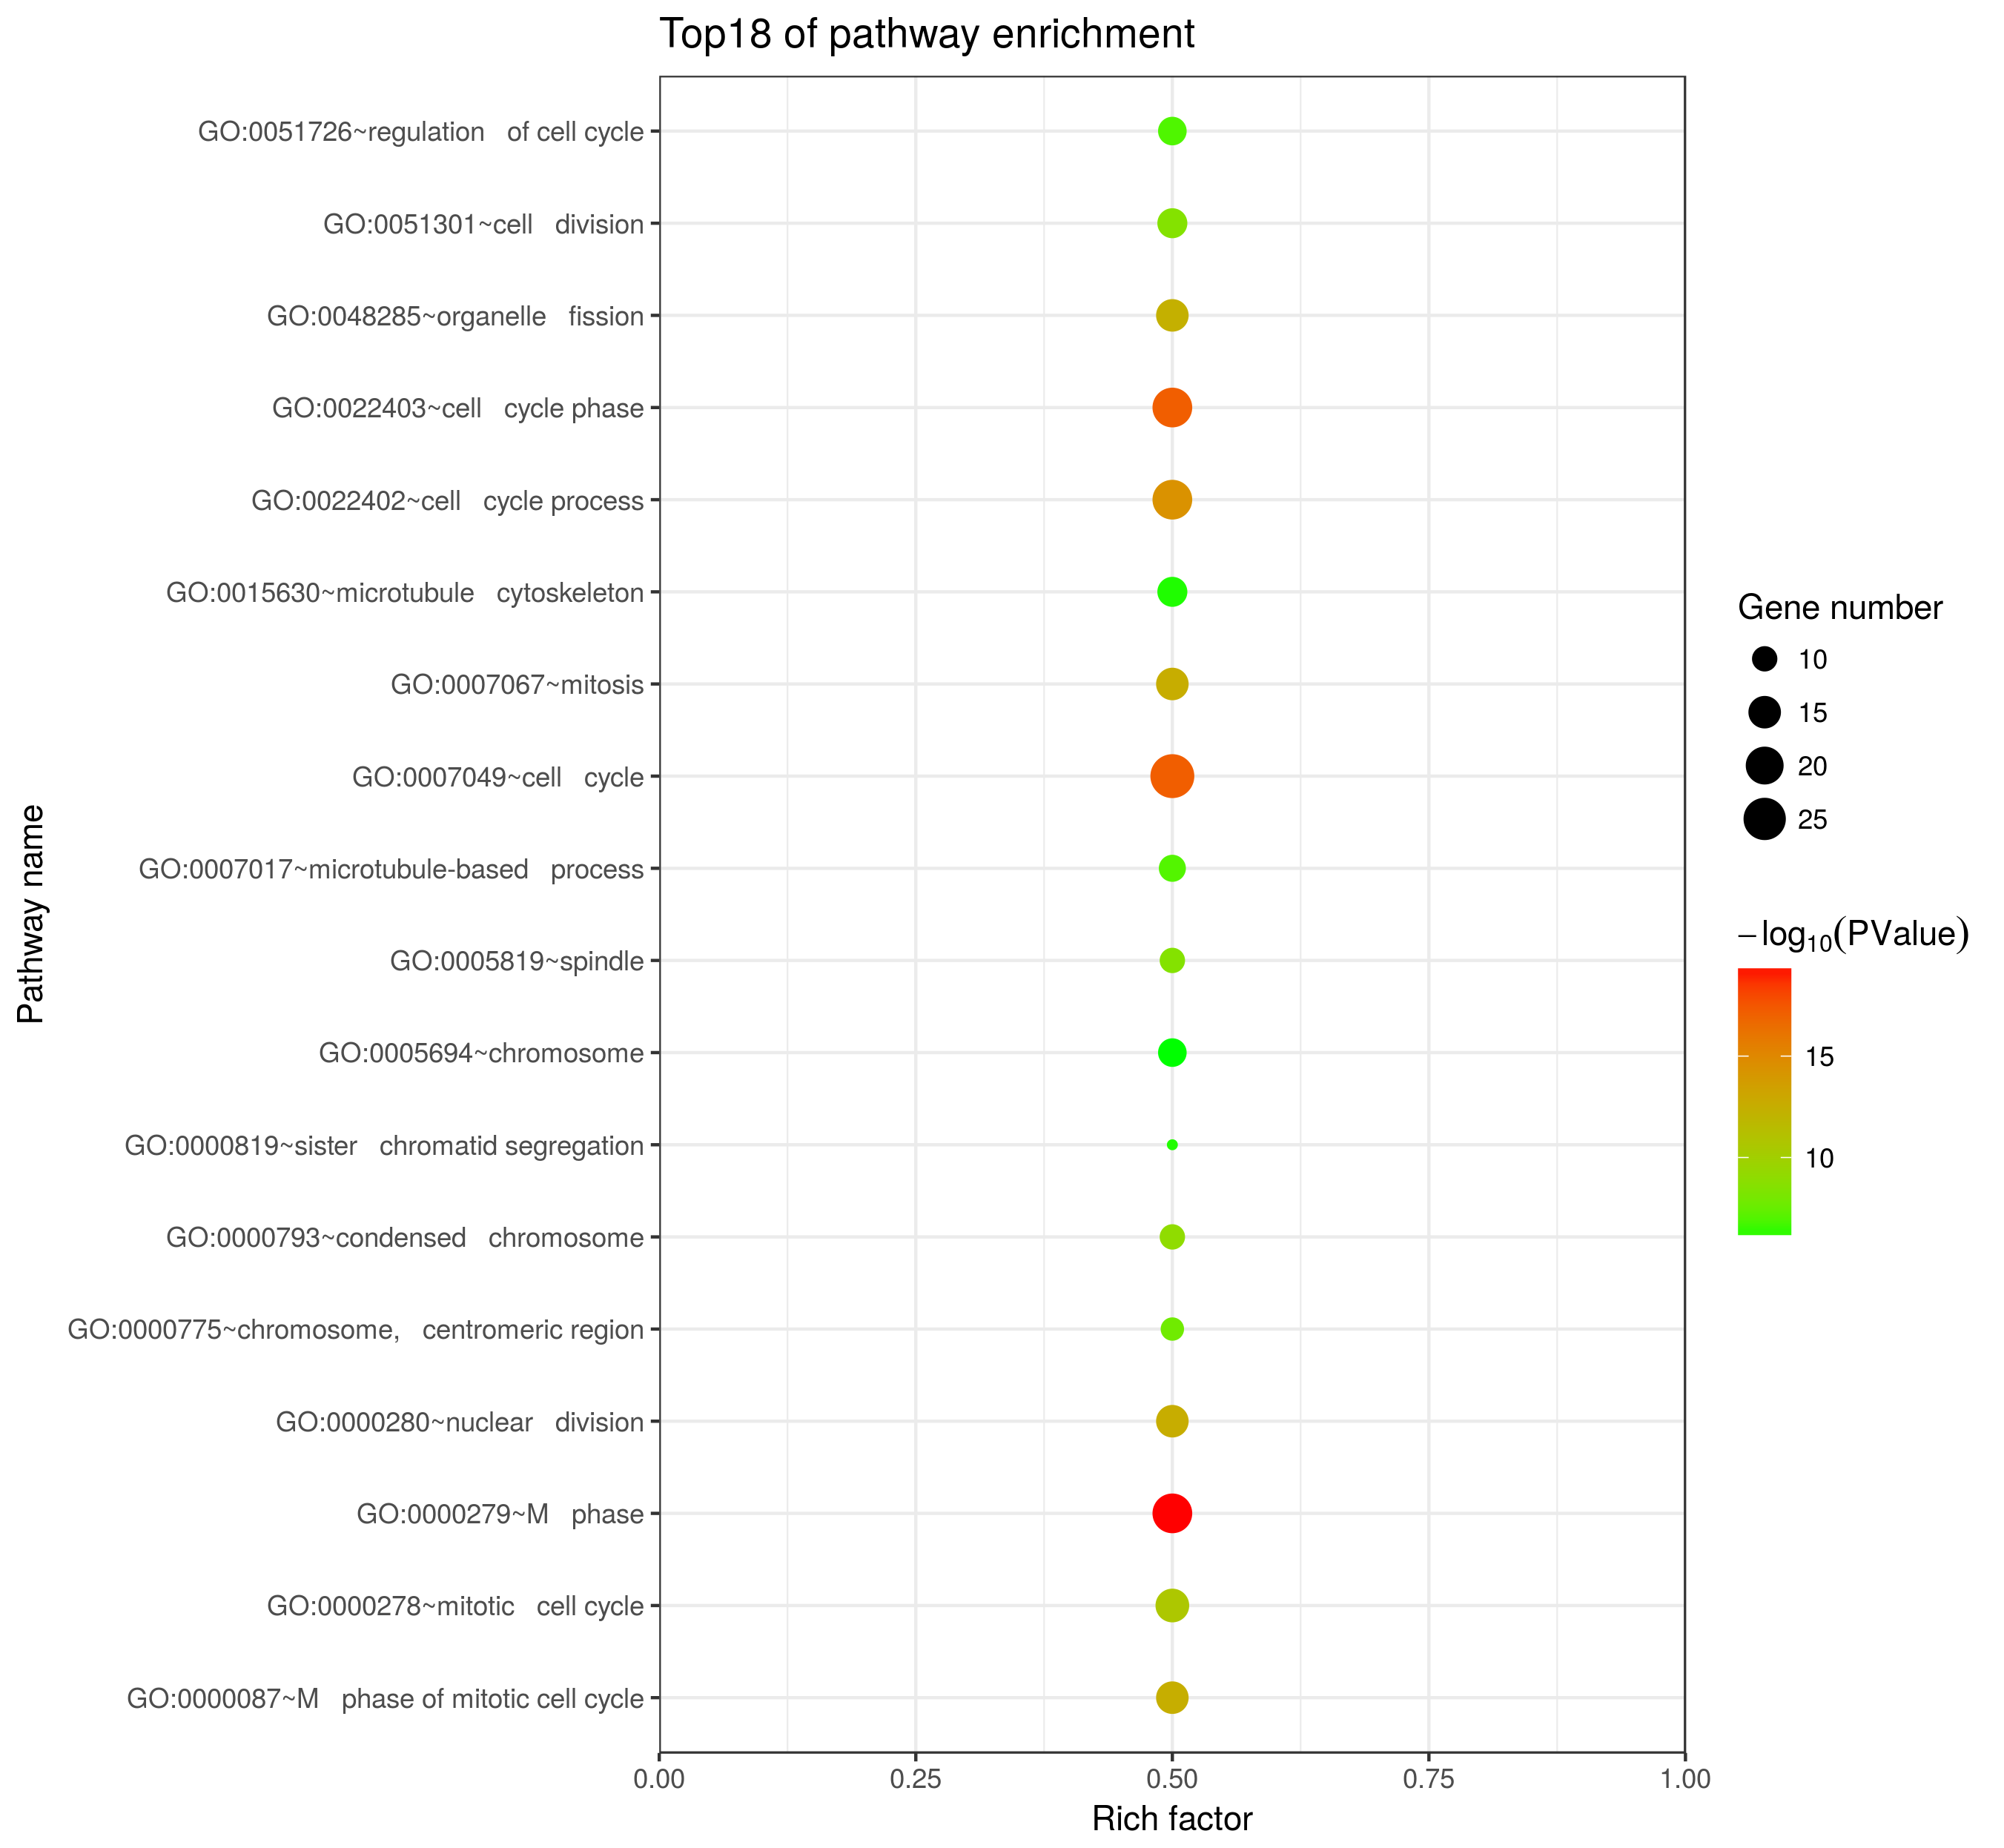 Top18 of pathway enrichment
GO:0051726~regulation   of cell cycle
GO:0051301~cell   division
GO:0048285~organelle   fission
GO:0022403~cell   cycle phase
GO:0022402~cell   cycle process
GO:0015630~microtubule   cytoskeleton
GO:0007067~mitosis
GO:0007049~cell   cycle
GO:0007017~microtubule-based   process
GO:0005819~spindle
GO:0005694~chromosome
GO:0000819~sister   chromatid segregation
GO:0000793~condensed   chromosome
GO:0000775~chromosome,   centromeric region
GO:0000280~nuclear   division
GO:0000279~M   phase
GO:0000278~mitotic   cell cycle
GO:0000087~M   phase of mitotic cell cycle
Pathway name
0.00 0.25 0.50 0.75 1.00
Rich factor
Gene number
10
15
20
25
−log₁₀(PValue)
15
10